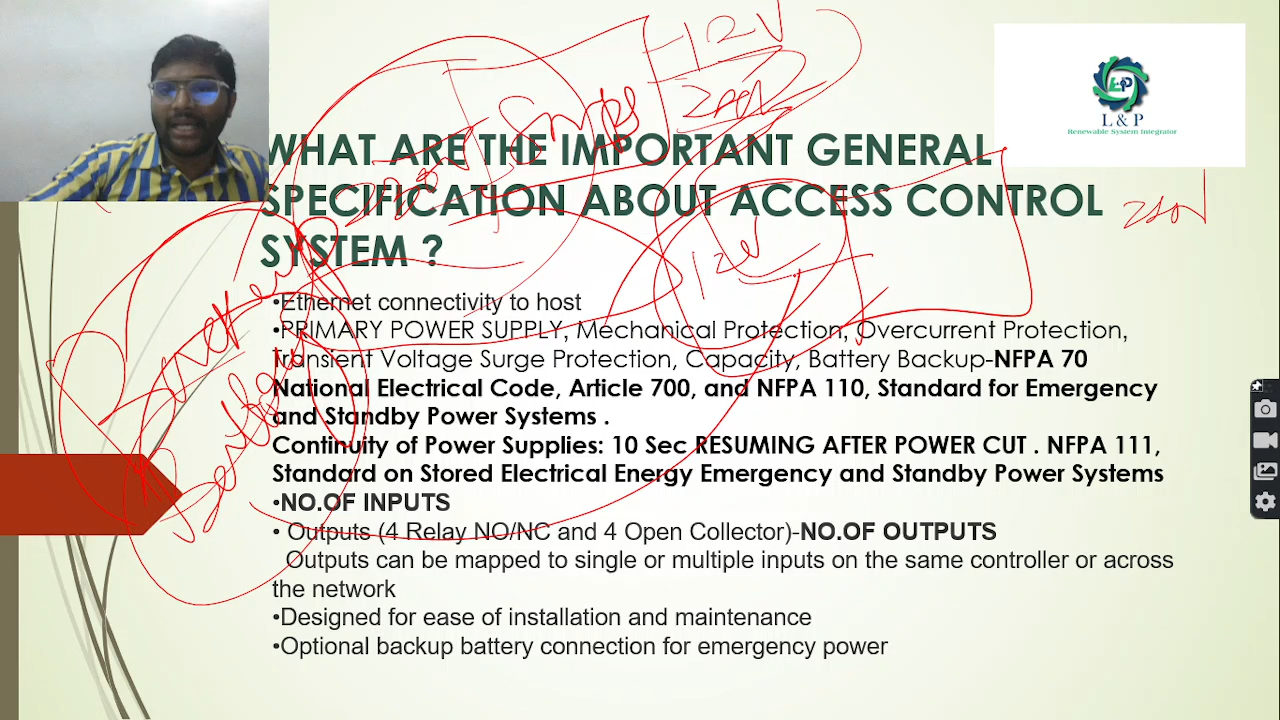 L & P
Renewable System Integrator
WHAT ARE THE IMPORTANT GENERAL
SPECIFICATION ABOUT ACCESS CONTROL
SYSTEM ?
12V
Smps
230V
12V
Backup
Battery
•Ethernet connectivity to host
•PRIMARY POWER SUPPLY, Mechanical Protection, Overcurrent Protection,
Transient Voltage Surge Protection, Capacity, Battery Backup-NFPA 70
National Electrical Code, Article 700, and NFPA 110, Standard for Emergency
and Standby Power Systems .
Continuity of Power Supplies: 10 Sec RESUMING AFTER POWER CUT . NFPA 111,
Standard on Stored Electrical Energy Emergency and Standby Power Systems
•NO.OF INPUTS
• Outputs (4 Relay NO/NC and 4 Open Collector)-NO.OF OUTPUTS
Outputs can be mapped to single or multiple inputs on the same controller or across
the network
•Designed for ease of installation and maintenance
•Optional backup battery connection for emergency power